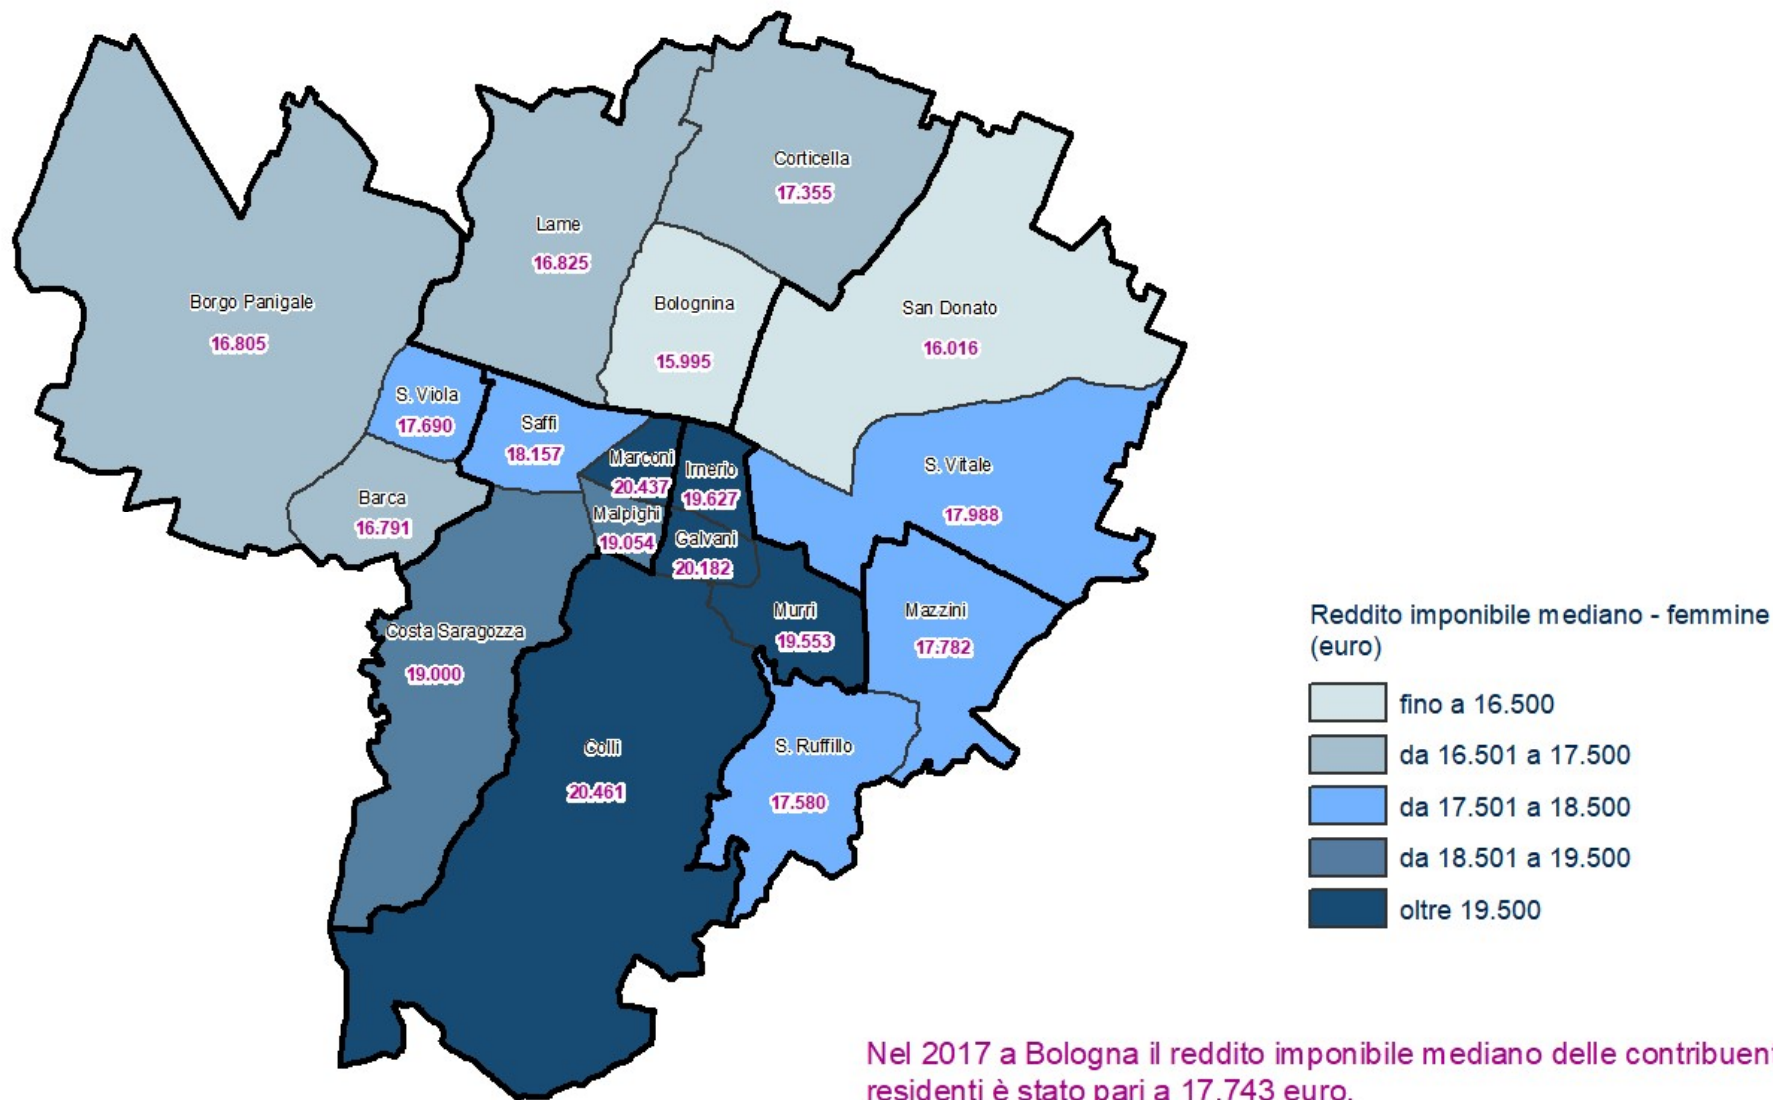 Corticella
17.355
Lame
16.825
Borgo Panigale
16.805
Bolognina
15.995
San Donato
16.016
S. Viola
17.690
Saffi
18.157
Marconi
20.437
Irnerio
19.627
S. Vitale
17.988
Barca
16.791
Malpighi
19.054
Galvani
20.182
Murri
19.553
Mazzini
17.782
Costa Saragozza
19.000
Colli
20.461
S. Ruffillo
17.580
Reddito imponibile mediano - femmine
(euro)
fino a 16.500
da 16.501 a 17.500
da 17.501 a 18.500
da 18.501 a 19.500
oltre 19.500
Nel 2017 a Bologna il reddito imponibile mediano delle
residenti è stato pari a 17.743 euro.